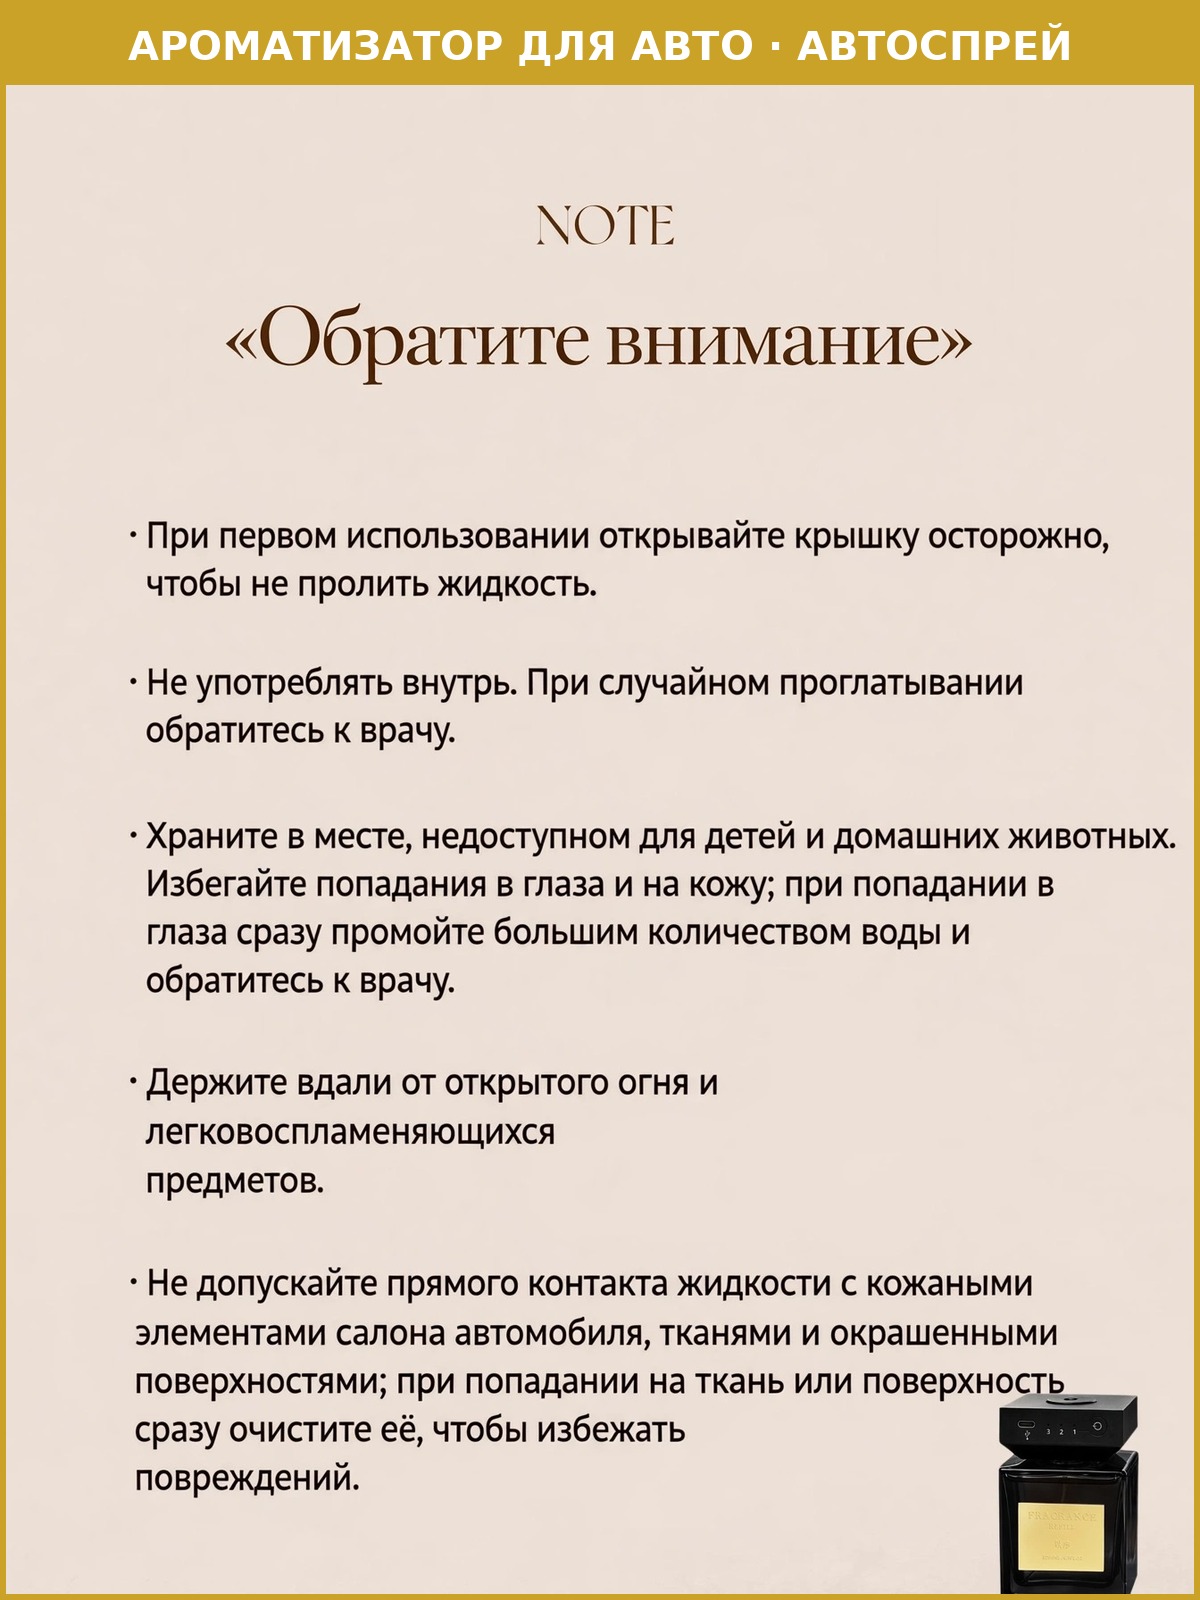 АРОМАТИЗАТОР ДЛЯ АВТО · АВТОСПРЕЙ
NOTE
«Обратите внимание»
· При первом использовании открывайте крышку осторожно,
чтобы не пролить жидкость.
· Не употреблять внутрь. При случайном проглатывании
обратитесь к врачу.
· Храните в месте, недоступном для детей и домашних животных.
Избегайте попадания в глаза и на кожу; при попадании в
глаза сразу промойте большим количеством воды и
обратитесь к врачу.
· Держите вдали от открытого огня и
легковоспламеняющихся
предметов.
· Не допускайте прямого контакта жидкости с кожаными
элементами салона автомобиля, тканями и окрашенными
поверхностями; при попадании на ткань или поверхность
сразу очистите её, чтобы избежать
повреждений.
3 2 1
FRAGRANCE